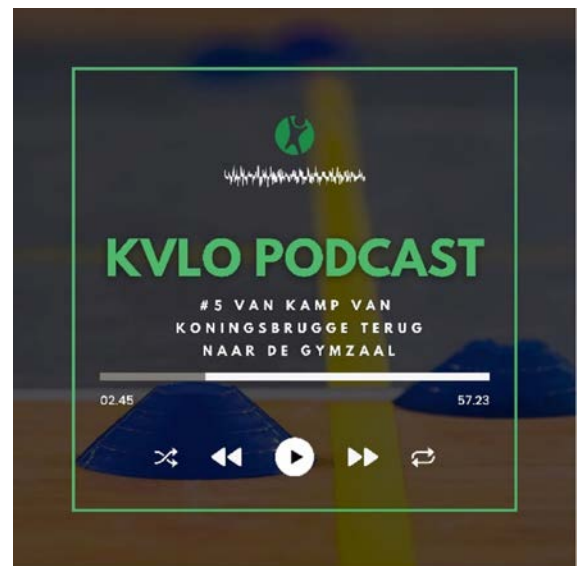 KVLO PODCAST
#5 VAN KAMP VAN
KONINGSBRUGGE TERUG
NAAR DE GYMZAAL
02.45
57.23